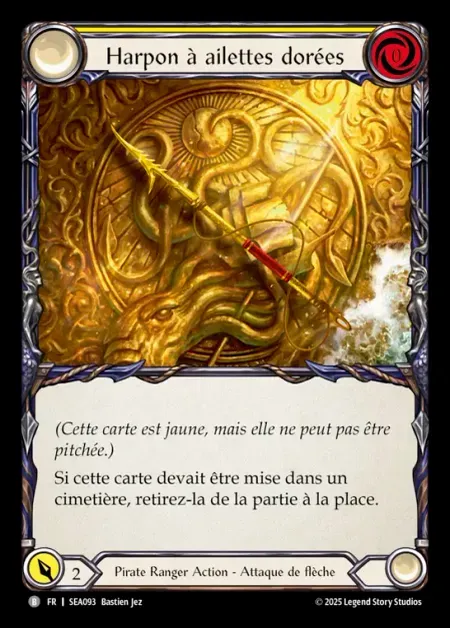 Harpon à ailettes dorées
0
(Cette carte est jaune, mais elle ne peut pas être
pitchée.)
Si cette carte devait être mise dans un
cimetière, retirez-la de la partie à la place.
2
Pirate Ranger Action - Attaque de flèche
B FR | SEA093 Bastien Jez
© 2025 Legend Story Studios